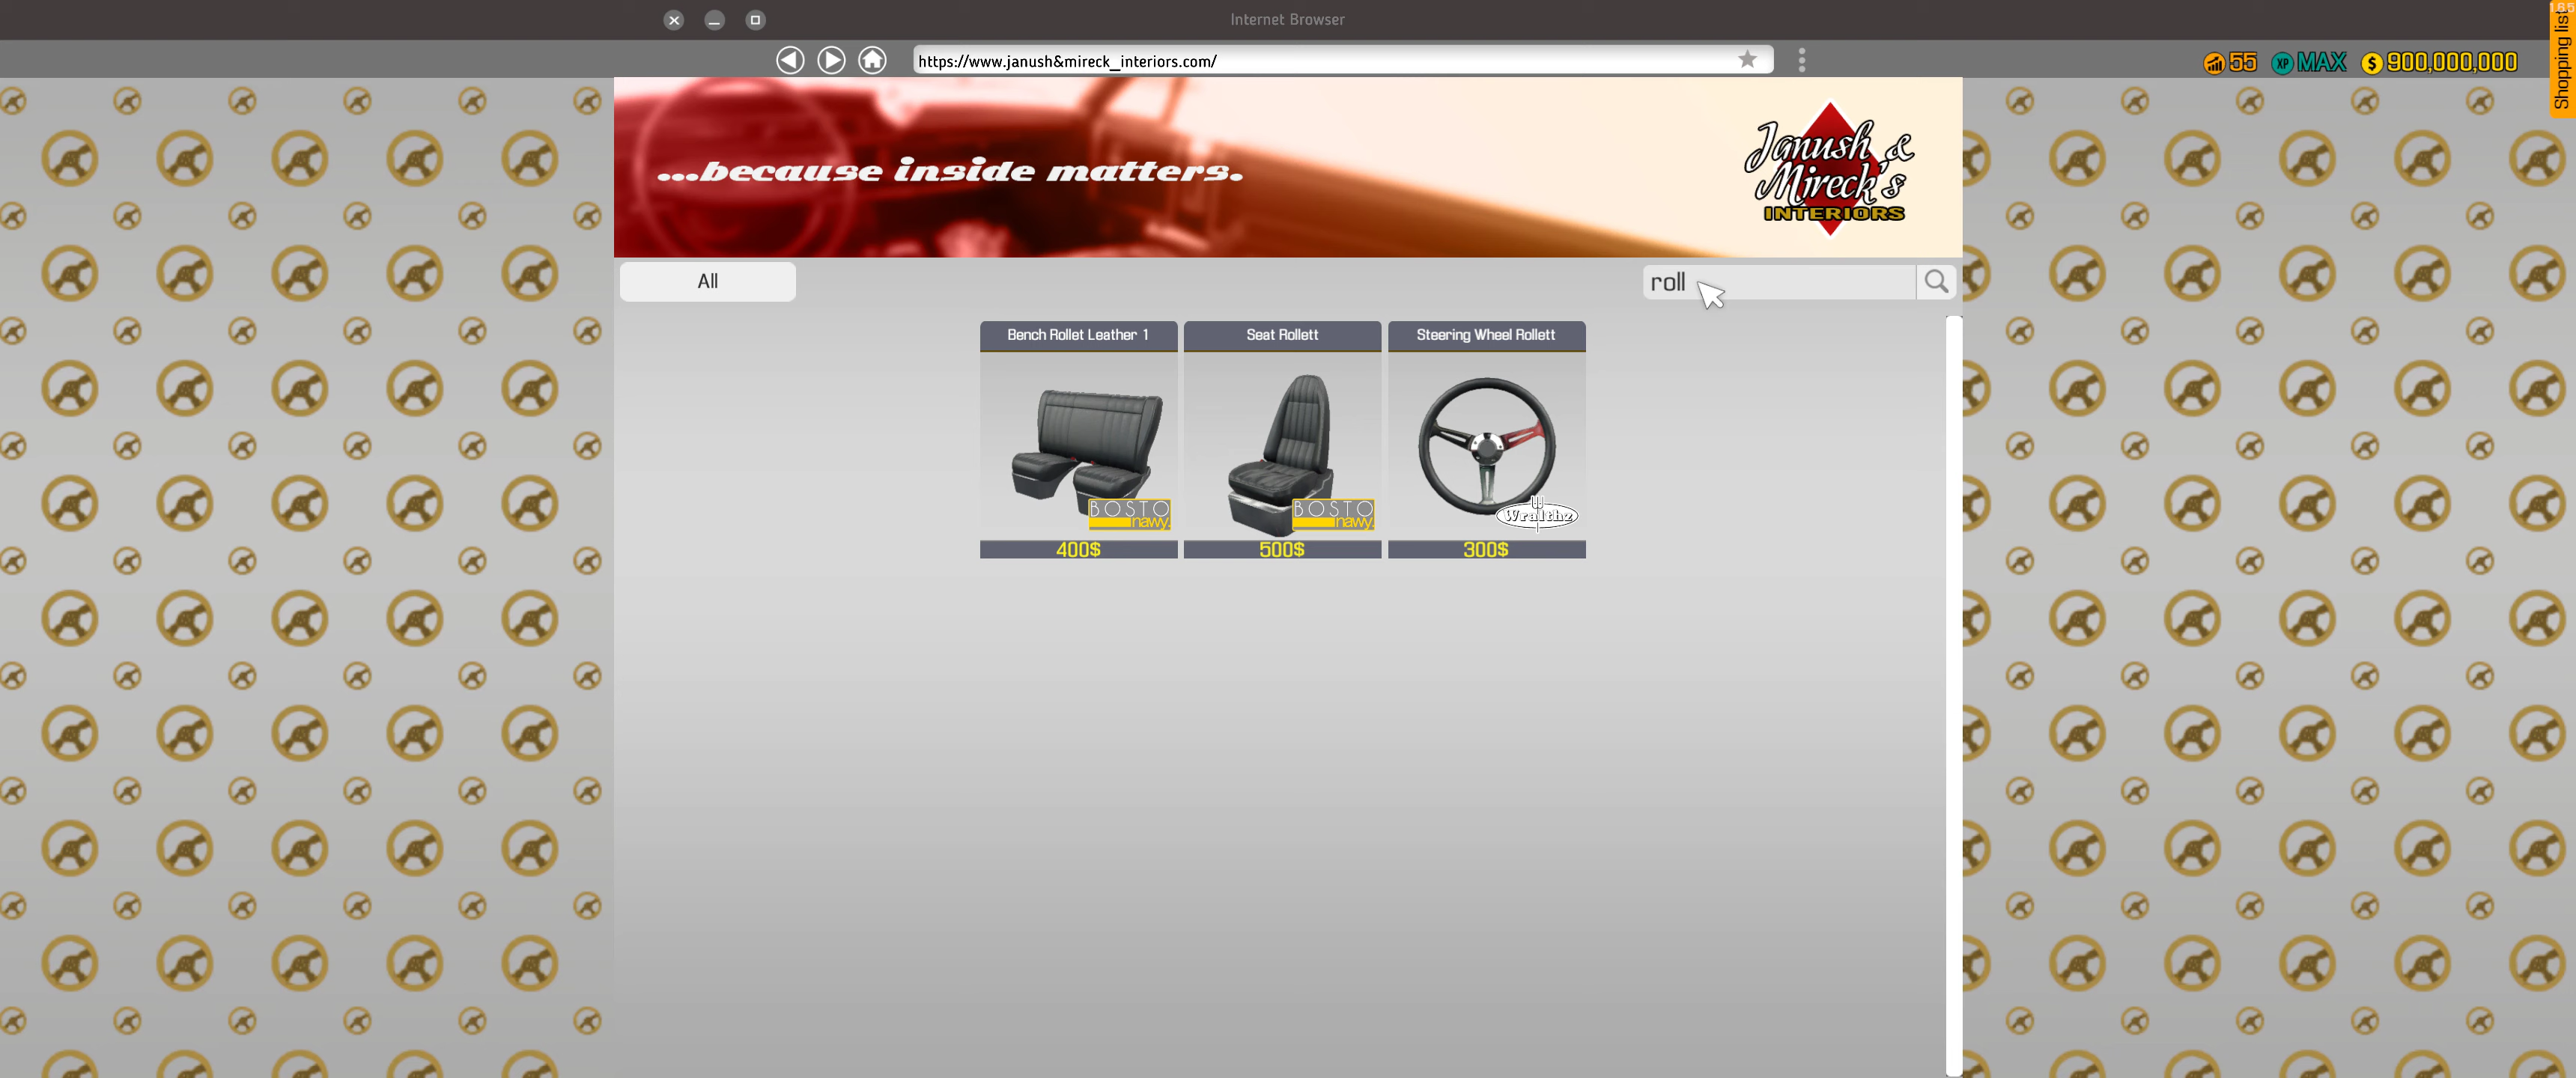 Internet Browser
165
Shopping list
https://www.janush&mireck_interiors.com/
55
XP MAX
$ 900,000,000
...because inside matters.
Janush &
Mireck's
INTERIORS
All
roll
Bench Rollet Leather 1
Seat Rollett
Steering Wheel Rollett
BOSTO
nawy.
BOSTO
nawy.
Wralthz
400$
500$
300$